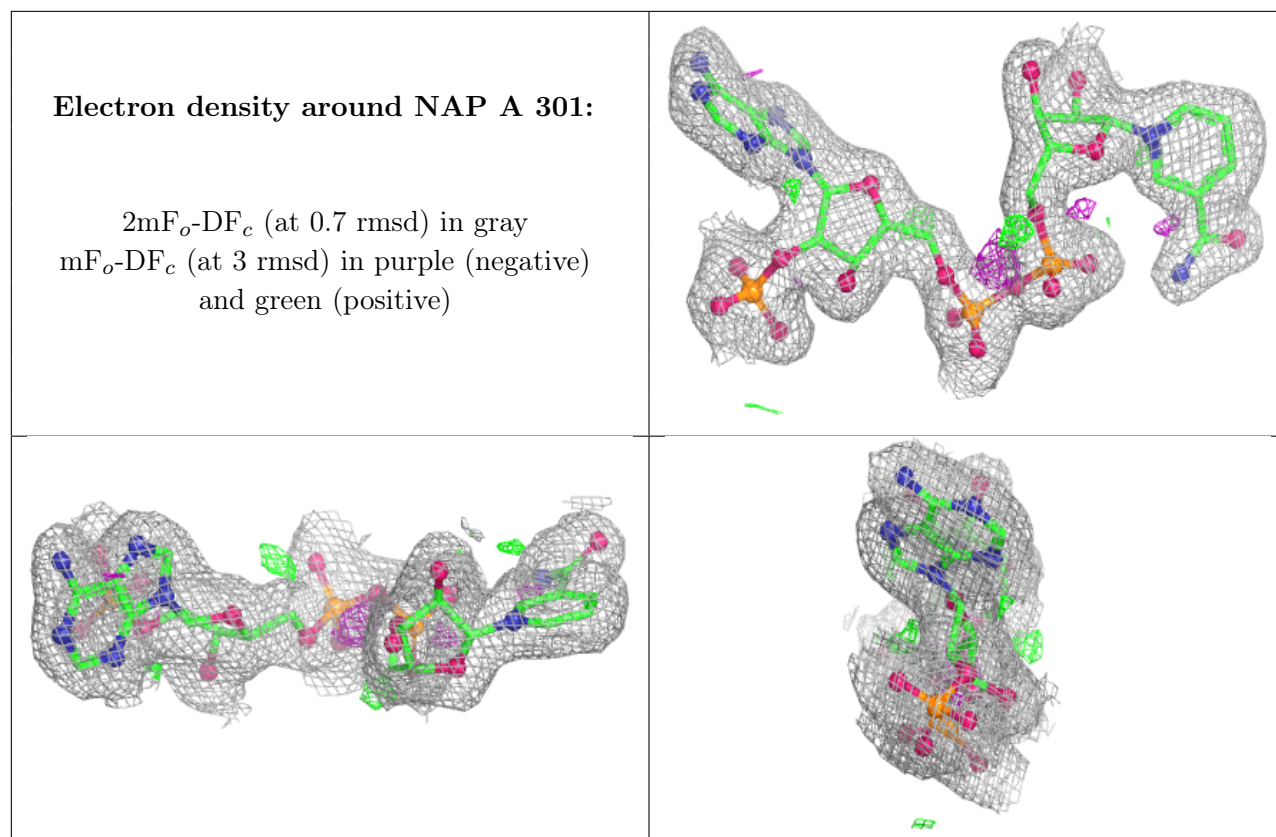 Electron density around NAP A 301:
2mFₒ-DF𝒸 (at 0.7 rmsd) in gray
mFₒ-DF𝒸 (at 3 rmsd) in purple (negative)
and green (positive)